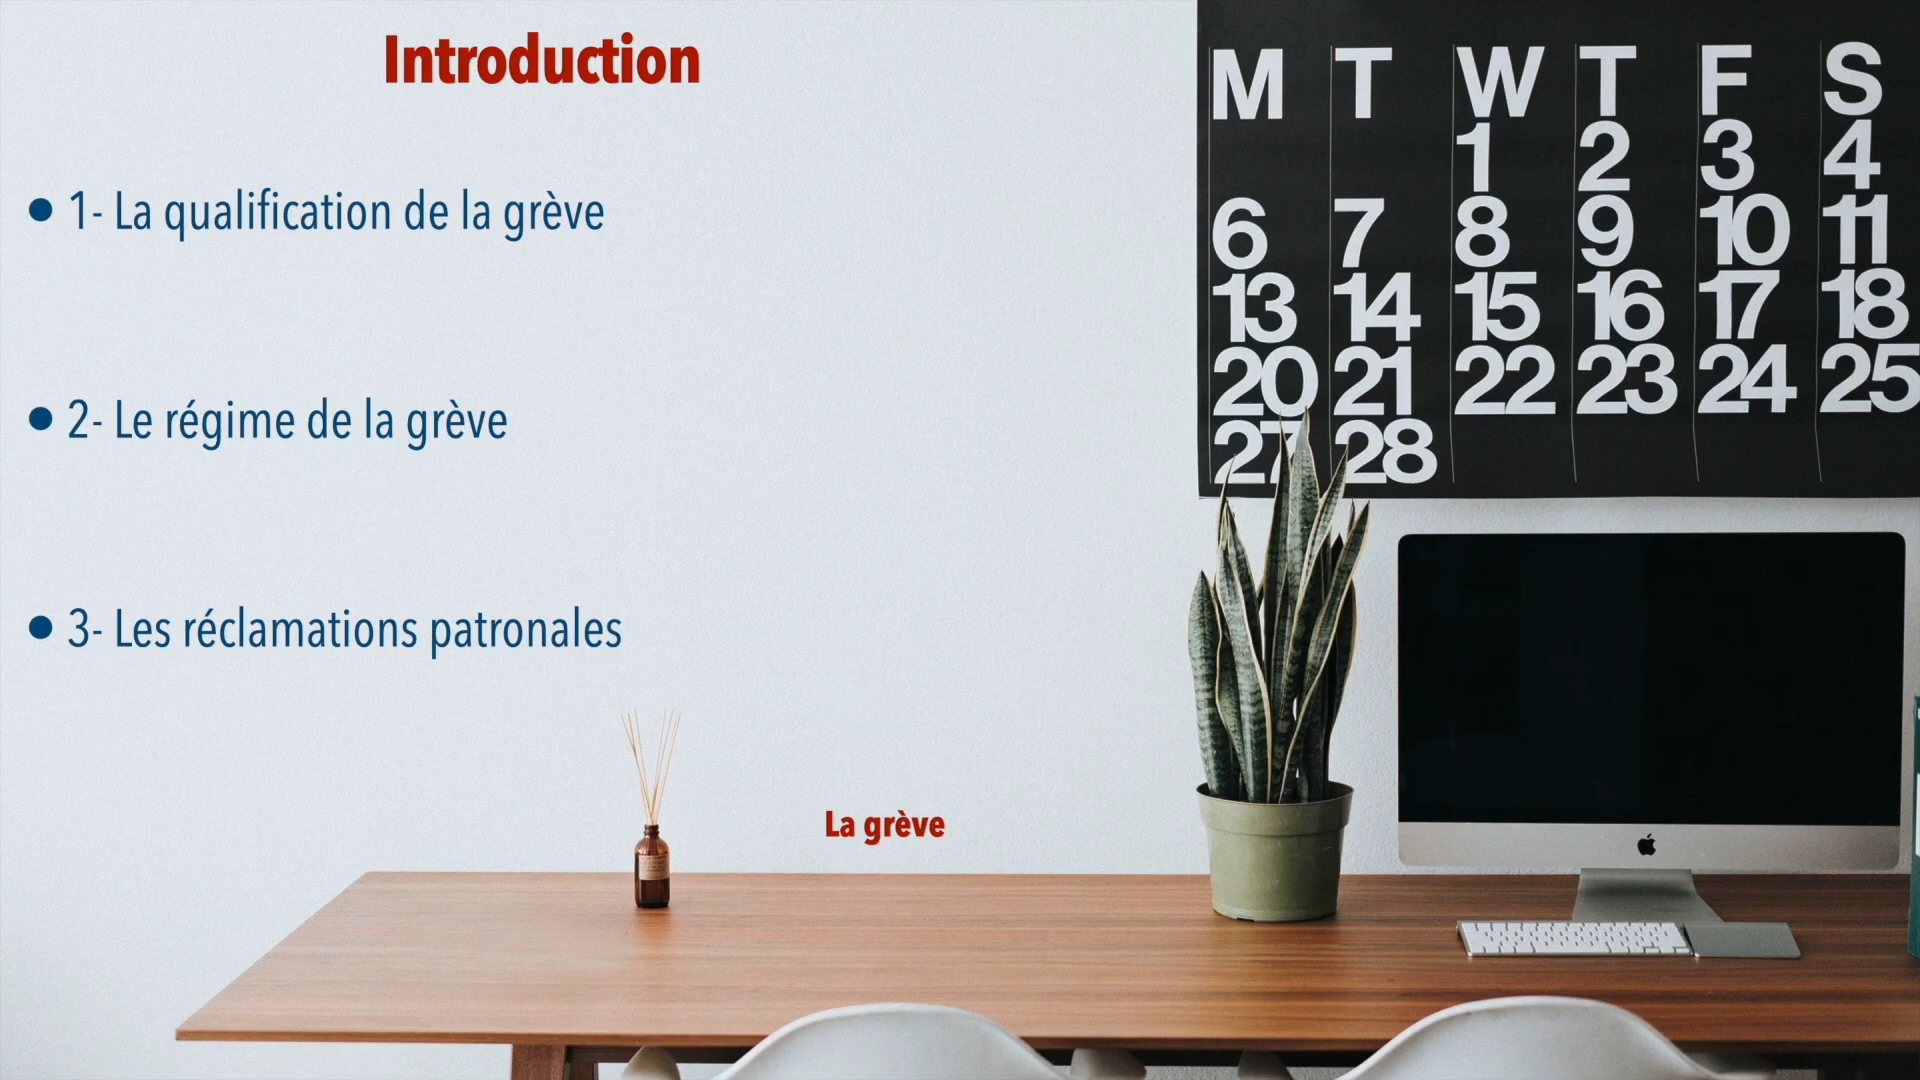 Introduction
• 1- La qualification de la grève
• 2- Le régime de la grève
• 3- Les réclamations patronales
La grève
M T W T F S
1 2 3 4
6 7 8 9 10 11
13 14 15 16 17 18
20 21 22 23 24 25
27 28